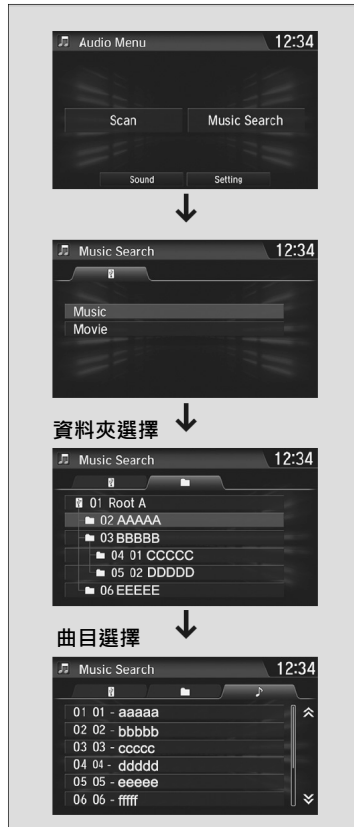 Audio Menu 12:34
Scan Music Search
Sound Setting
Music Search 12:34
Music
Movie
資料夾選擇
Music Search 12:34
01 Root A
02 AAAAA
03 BBBBB
04 01 CCCCC
05 02 DDDDD
06 EEEEE
曲目選擇
Music Search 12:34
01 01 - aaaaa
02 02 - bbbbb
03 03 - ccccc
04 04 - ddddd
05 05 - eeeee
06 06 - fffff